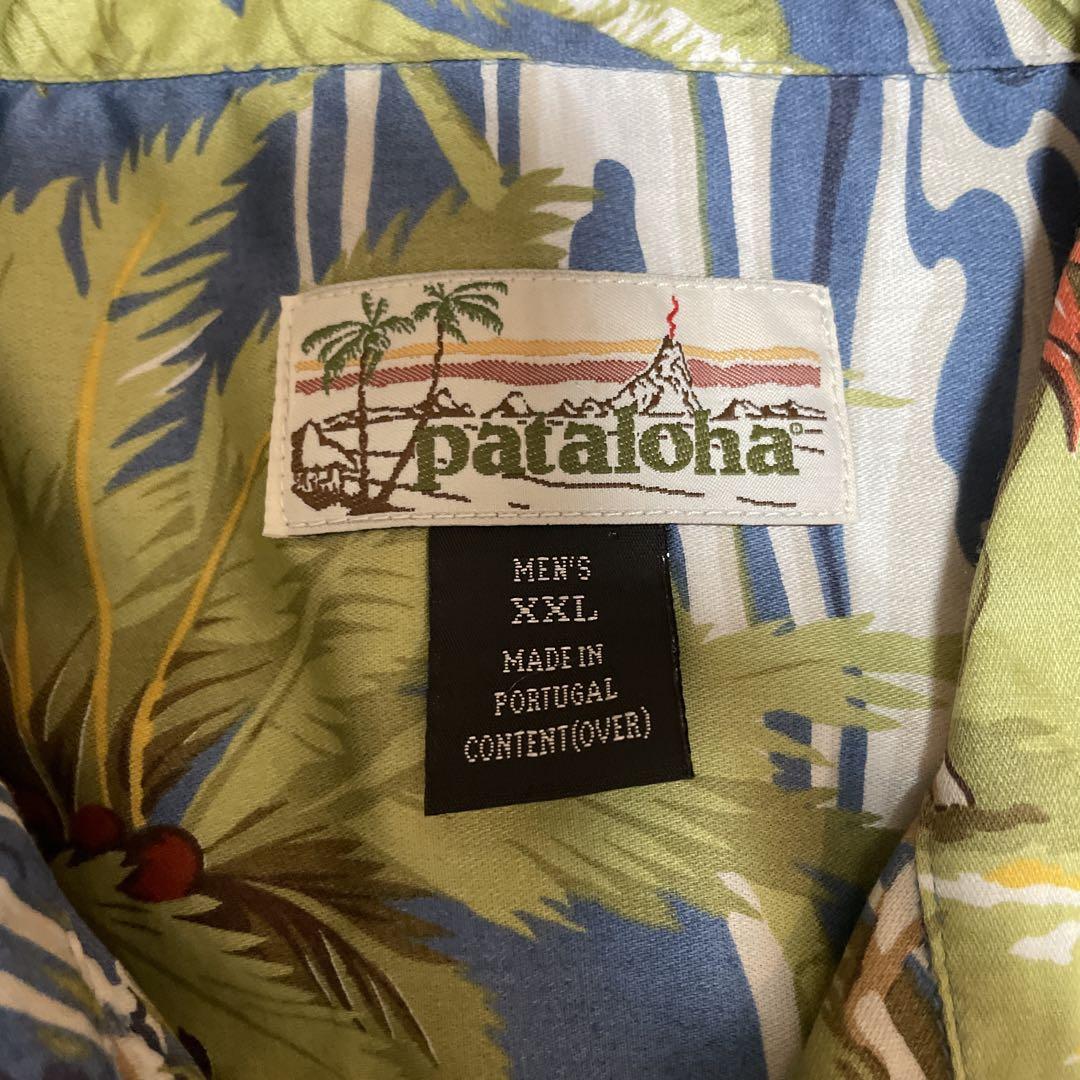 pataloha®
MEN'S
XXL
MADE IN
PORTUGAL
CONTENT(OVER)